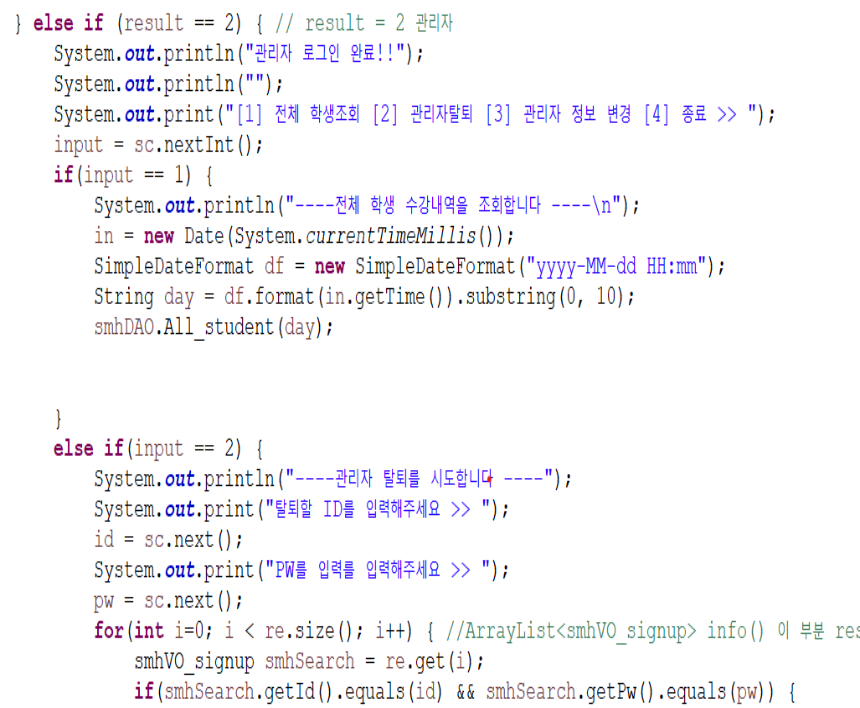 } else if (result == 2) { // result = 2 관리자
System.out.println("관리자 로그인 완료!!");
System.out.println("");
System.out.print("[1] 전체 학생조회 [2] 관리자탈퇴 [3] 관리자 정보 변경 [4] 종료 >> ");
input = sc.nextInt();
if(input == 1) {
System.out.println("----전체 학생 수강내역을 조회합니다 ----\n");
in = new Date(System.currentTimeMillis());
SimpleDateFormat df = new SimpleDateFormat("yyyy-MM-dd HH:mm");
String day = df.format(in.getTime()).substring(0, 10);
smhDAO.All_student(day);
}
else if(input == 2) {
System.out.println("----관리자 탈퇴를 시도합니다 ----");
System.out.print("탈퇴할 ID를 입력해주세요 >> ");
id = sc.next();
System.out.print("PW를 입력를 입력해주세요 >> ");
pw = sc.next();
for(int i=0; i < re.size(); i++) { //ArrayList<smhVO_signup> info() 이 부분 res
smhVO_signup smhSearch = re.get(i);
if(smhSearch.getId().equals(id) && smhSearch.getPw().equals(pw)) {